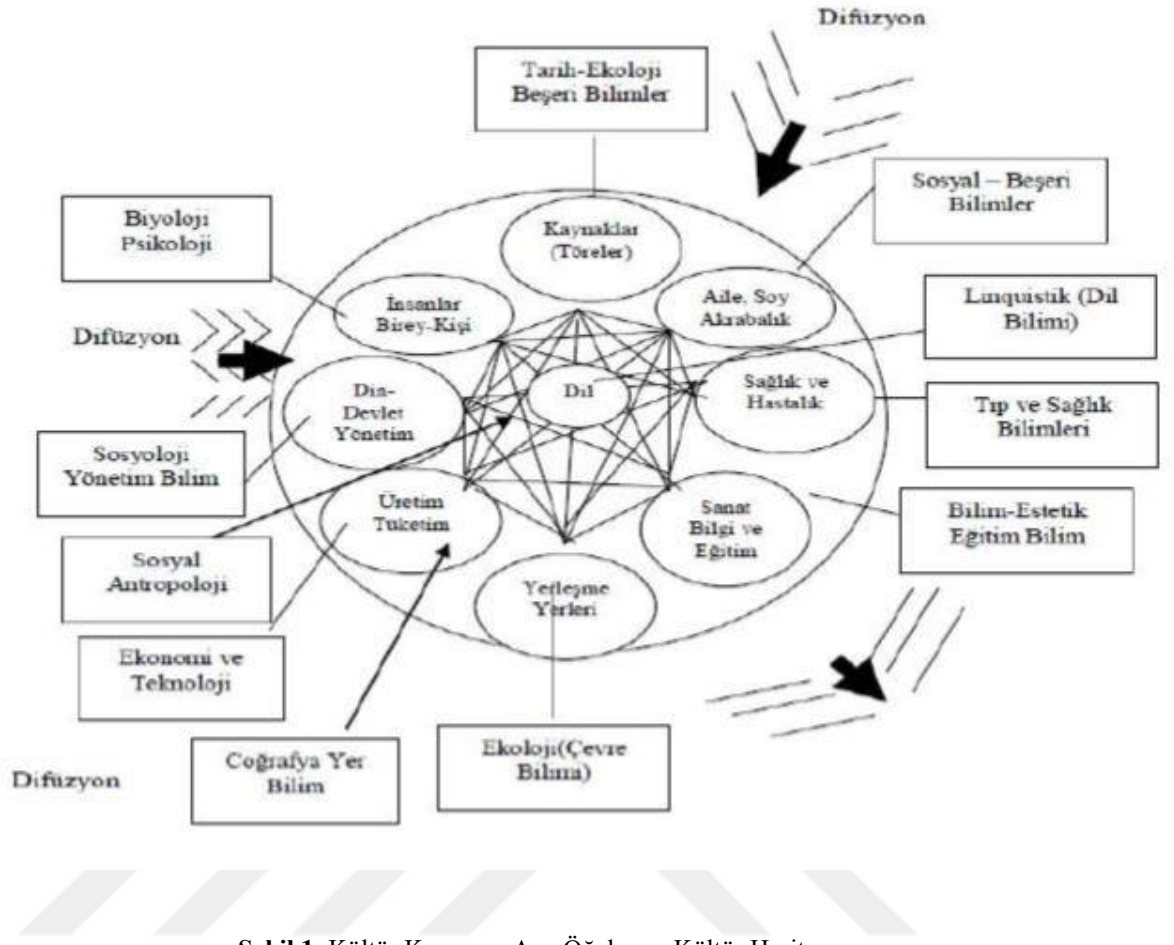 Difüzyon
Tarih-Ekoloji
Beşeri Bilimler
Sosyal – Beşeri
Bilimler
Biyoloji
Psikoloji
Kaynaklar
(Töreler)
İnsanlar
Birey-Kişi
Aile, Soy
Akrabalık
Linquistik (Dil
Bilimi)
Difüzyon
Din-
Devlet
Yönetim
Dil
Sağlık ve
Hastalık
Tıp ve Sağlık
Bilimleri
Sosyoloji
Yönetim Bilim
Üretim
Tüketim
Sanat
Bilgi ve
Eğitim
Bilim-Estetik
Eğitim Bilim
Sosyal
Antropoloji
Yerleşme
Yerleri
Ekonomi ve
Teknoloji
Coğrafya Yer
Bilim
Ekoloji(Çevre
Bilimi)
Difüzyon
Şekil 1: Kültür